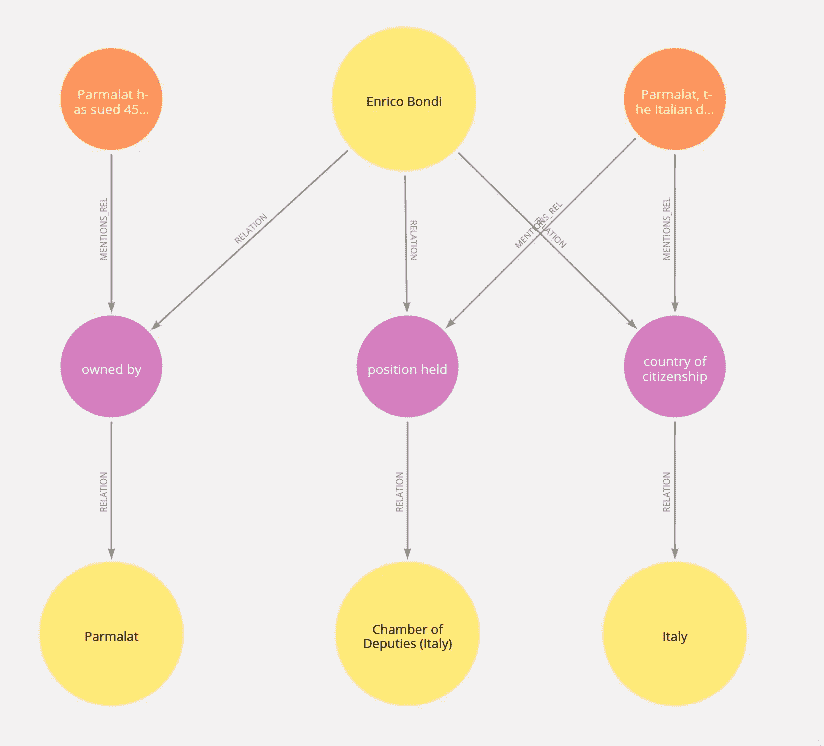 Parmalat h-
as sued 45...
Enrico Bondi
Parmalat, t-
he Italian d...
MENTIONS_REL
RELATION
RELATION
MENTIONS_REL
RELATION
MENTIONS_REL
owned by
position held
country of
citizenship
RELATION
RELATION
RELATION
Parmalat
Chamber of
Deputies (Italy)
Italy